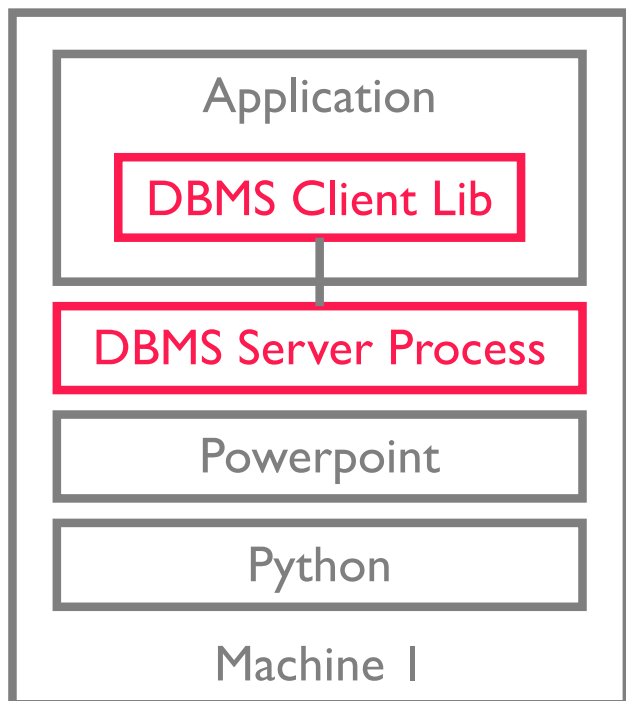 Application
DBMS Client Lib
DBMS Server Process
Powerpoint
Python
Machine 1